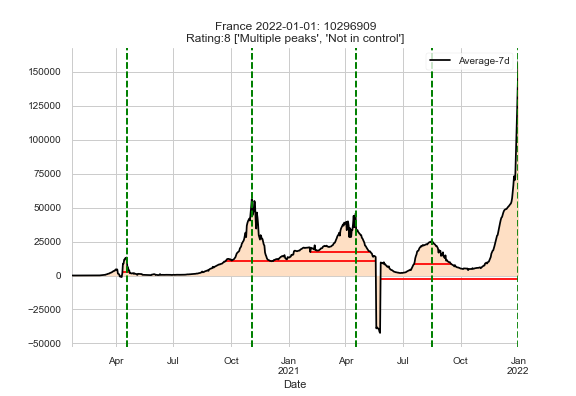 France 2022-01-01: 10296909
Rating:8 ['Multiple peaks', 'Not in control']
Average-7d
150000
125000
100000
75000
50000
25000
0
−25000
−50000
Apr
Jul
Oct
Jan
2021
Apr
Jul
Oct
Jan
2022
Date